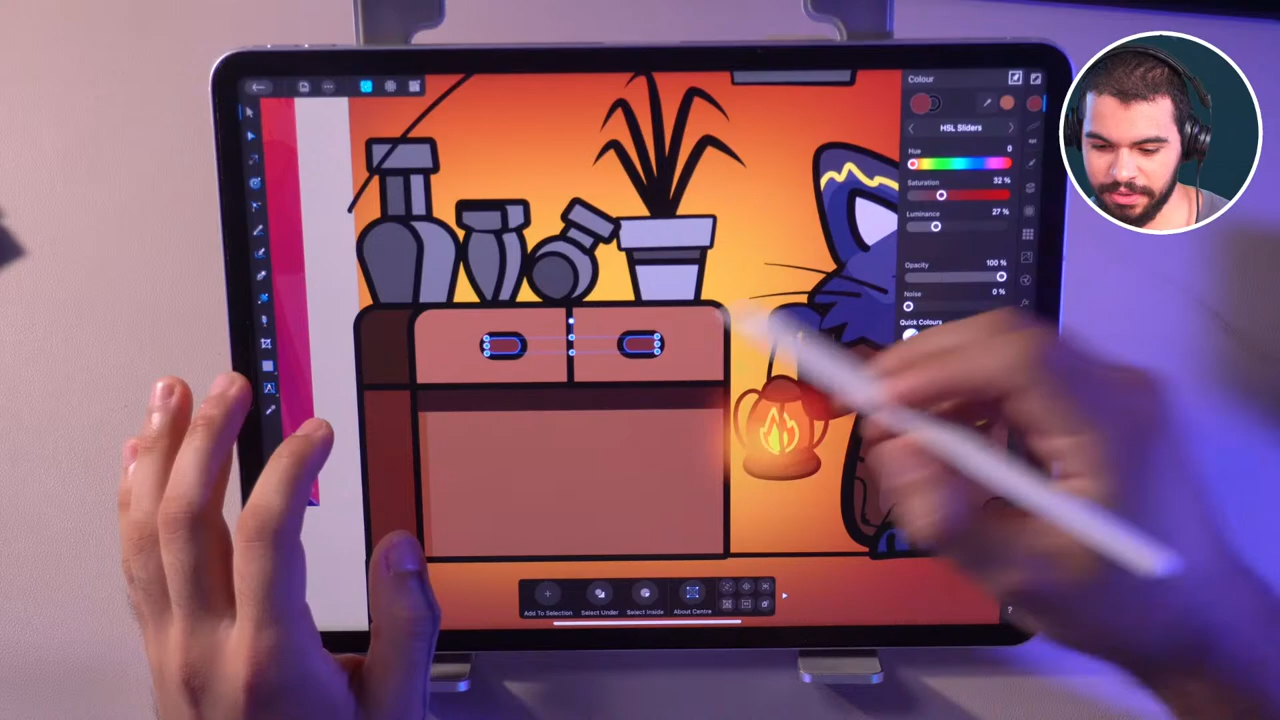 Colour
HSL Sliders
Hue
0
Saturation
32 %
Luminance
27 %
Opacity
100 %
Noise
0 %
Quick Colours
Add To Selection
Select Under
Select Inside
About Centre
?